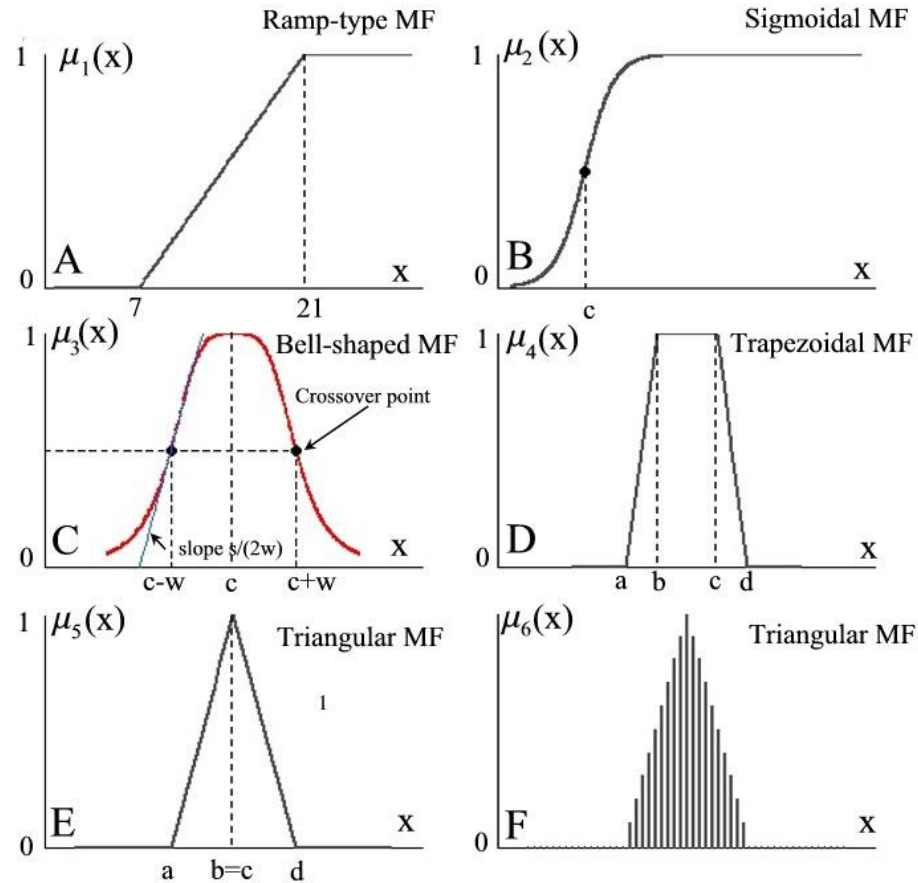 Ramp-type MF
1 μ₁(x)
0 A x
7 21
Sigmoidal MF
1 μ₂(x)
0 B x
c
1 μ₃(x)
Bell-shaped MF
Crossover point
slope s/(2w)
0 C x
c-w c c+w
1 μ₄(x)
Trapezoidal MF
0 D x
a b c d
1 μ₅(x)
Triangular MF
1
0 E x
a b=c d
μ₆(x)
Triangular MF
0 F x